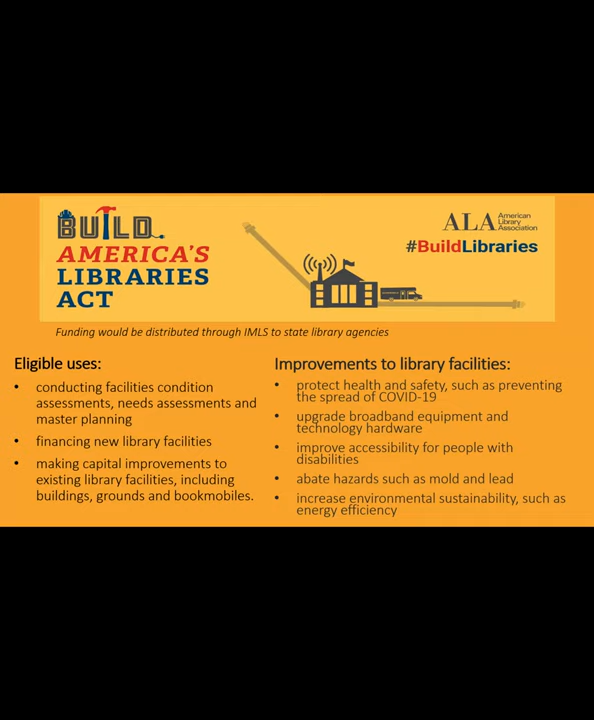 BUILD
AMERICA'S
LIBRARIES
ACT
ALA American
Library
Association
#BuildLibraries
Funding would be distributed through IMLS to state library agencies
Eligible uses:
• conducting facilities condition
assessments, needs assessments and
master planning
• financing new library facilities
• making capital improvements to
existing library facilities, including
buildings, grounds and bookmobiles.
Improvements to library facilities:
• protect health and safety, such as preventing
the spread of COVID-19
• upgrade broadband equipment and
technology hardware
• improve accessibility for people with
disabilities
• abate hazards such as mold and lead
• increase environmental sustainability, such as
energy efficiency